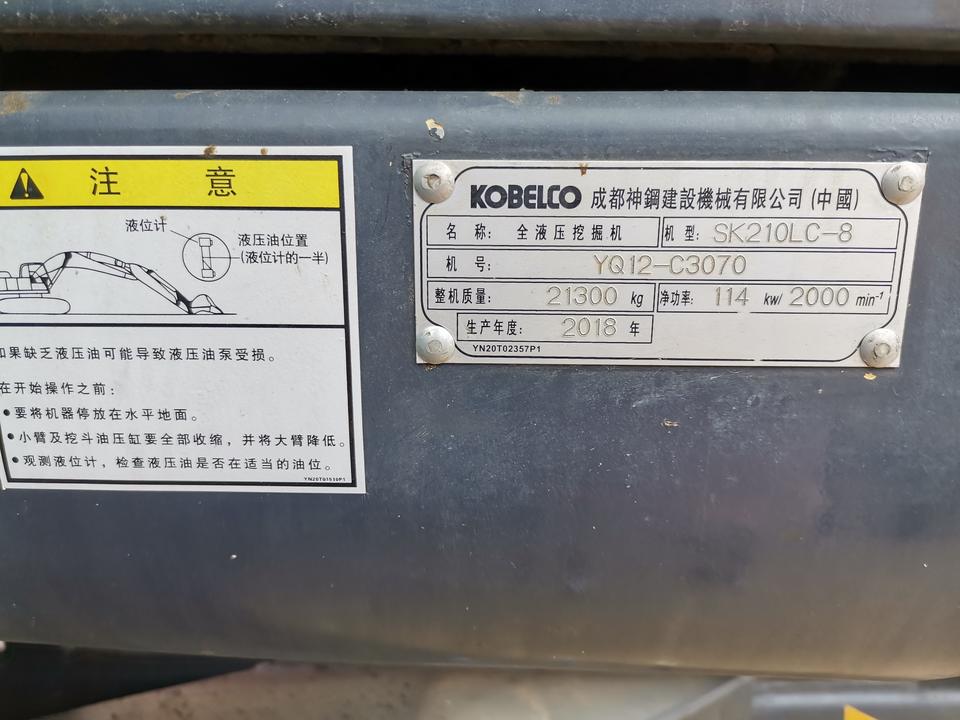 注 意
液位计
液压油位置
(液位计的一半)
如果缺乏液压油可能导致液压油泵受损。
在开始操作之前：
●要将机器停放在水平地面。
●小臂及挖斗油压缸要全部收缩，并将大臂降低。
●观测液位计，检查液压油是否在适当的油位。
YN20T01530P1
KOBELCO 成都神鋼建設機械有限公司(中國)
名 称: 全液压挖掘机 机型: SK210LC-8
机 号: YQ12-C3070
整机质量: 21300 kg 净功率: 114 kw/ 2000 min⁻¹
生产年度: 2018 年
YN20T02357P1